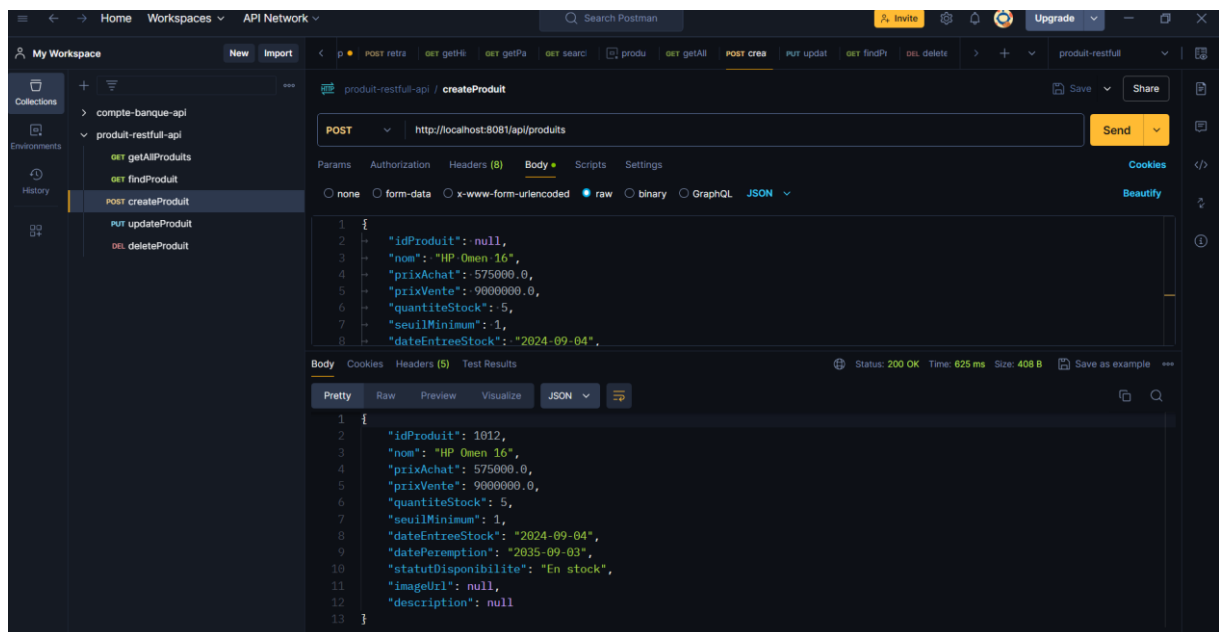 Home Workspaces API Network Search Postman Invite Upgrade
My Workspace New Import
POST retra GET getHi GET getPa GET searc produ GET getAll POST crea PUT updat GET findPr DEL delete produit-restfull
Collections
Environments
History
compte-banque-api
produit-restfull-api
GET getAllProduits
GET findProduit
POST createProduit
PUT updateProduit
DEL deleteProduit
HTTP produit-restfull-api / createProduit Save Share
POST http://localhost:8081/api/produits Send
Params Authorization Headers (8) Body Scripts Settings Cookies
none form-data x-www-form-urlencoded raw binary GraphQL JSON Beautify
1 {
2 "idProduit": null,
3 "nom": "HP Omen 16",
4 "prixAchat": 575000.0,
5 "prixVente": 9000000.0,
6 "quantiteStock": 5,
7 "seuilMinimum": 1,
8 "dateEntreeStock": "2024-09-04",
Body Cookies Headers (5) Test Results Status: 200 OK Time: 625 ms Size: 408 B Save as example
Pretty Raw Preview Visualize JSON
1 {
2 "idProduit": 1012,
3 "nom": "HP Omen 16",
4 "prixAchat": 575000.0,
5 "prixVente": 9000000.0,
6 "quantiteStock": 5,
7 "seuilMinimum": 1,
8 "dateEntreeStock": "2024-09-04",
9 "datePeremption": "2035-09-03",
10 "statutDisponibilite": "En stock",
11 "imageUrl": null,
12 "description": null
13 }